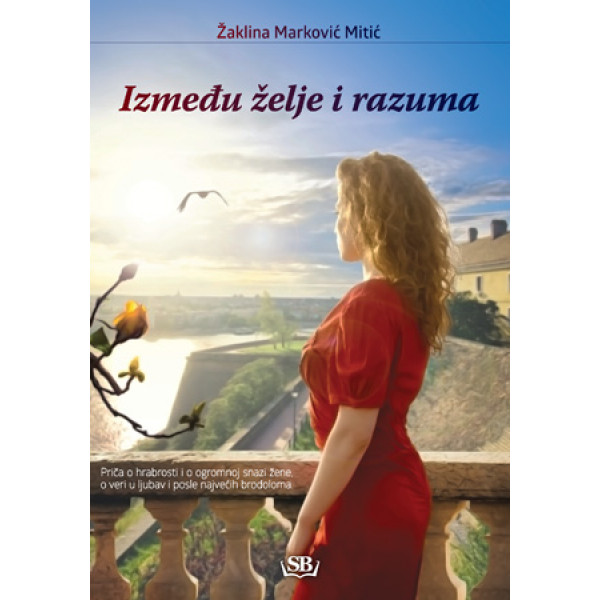 Žaklina Marković Mitić
Između želje i razuma
Priča o hrabrosti i o ogromnoj snazi žene,
o veri u ljubav i posle najvećih brodoloma
SB